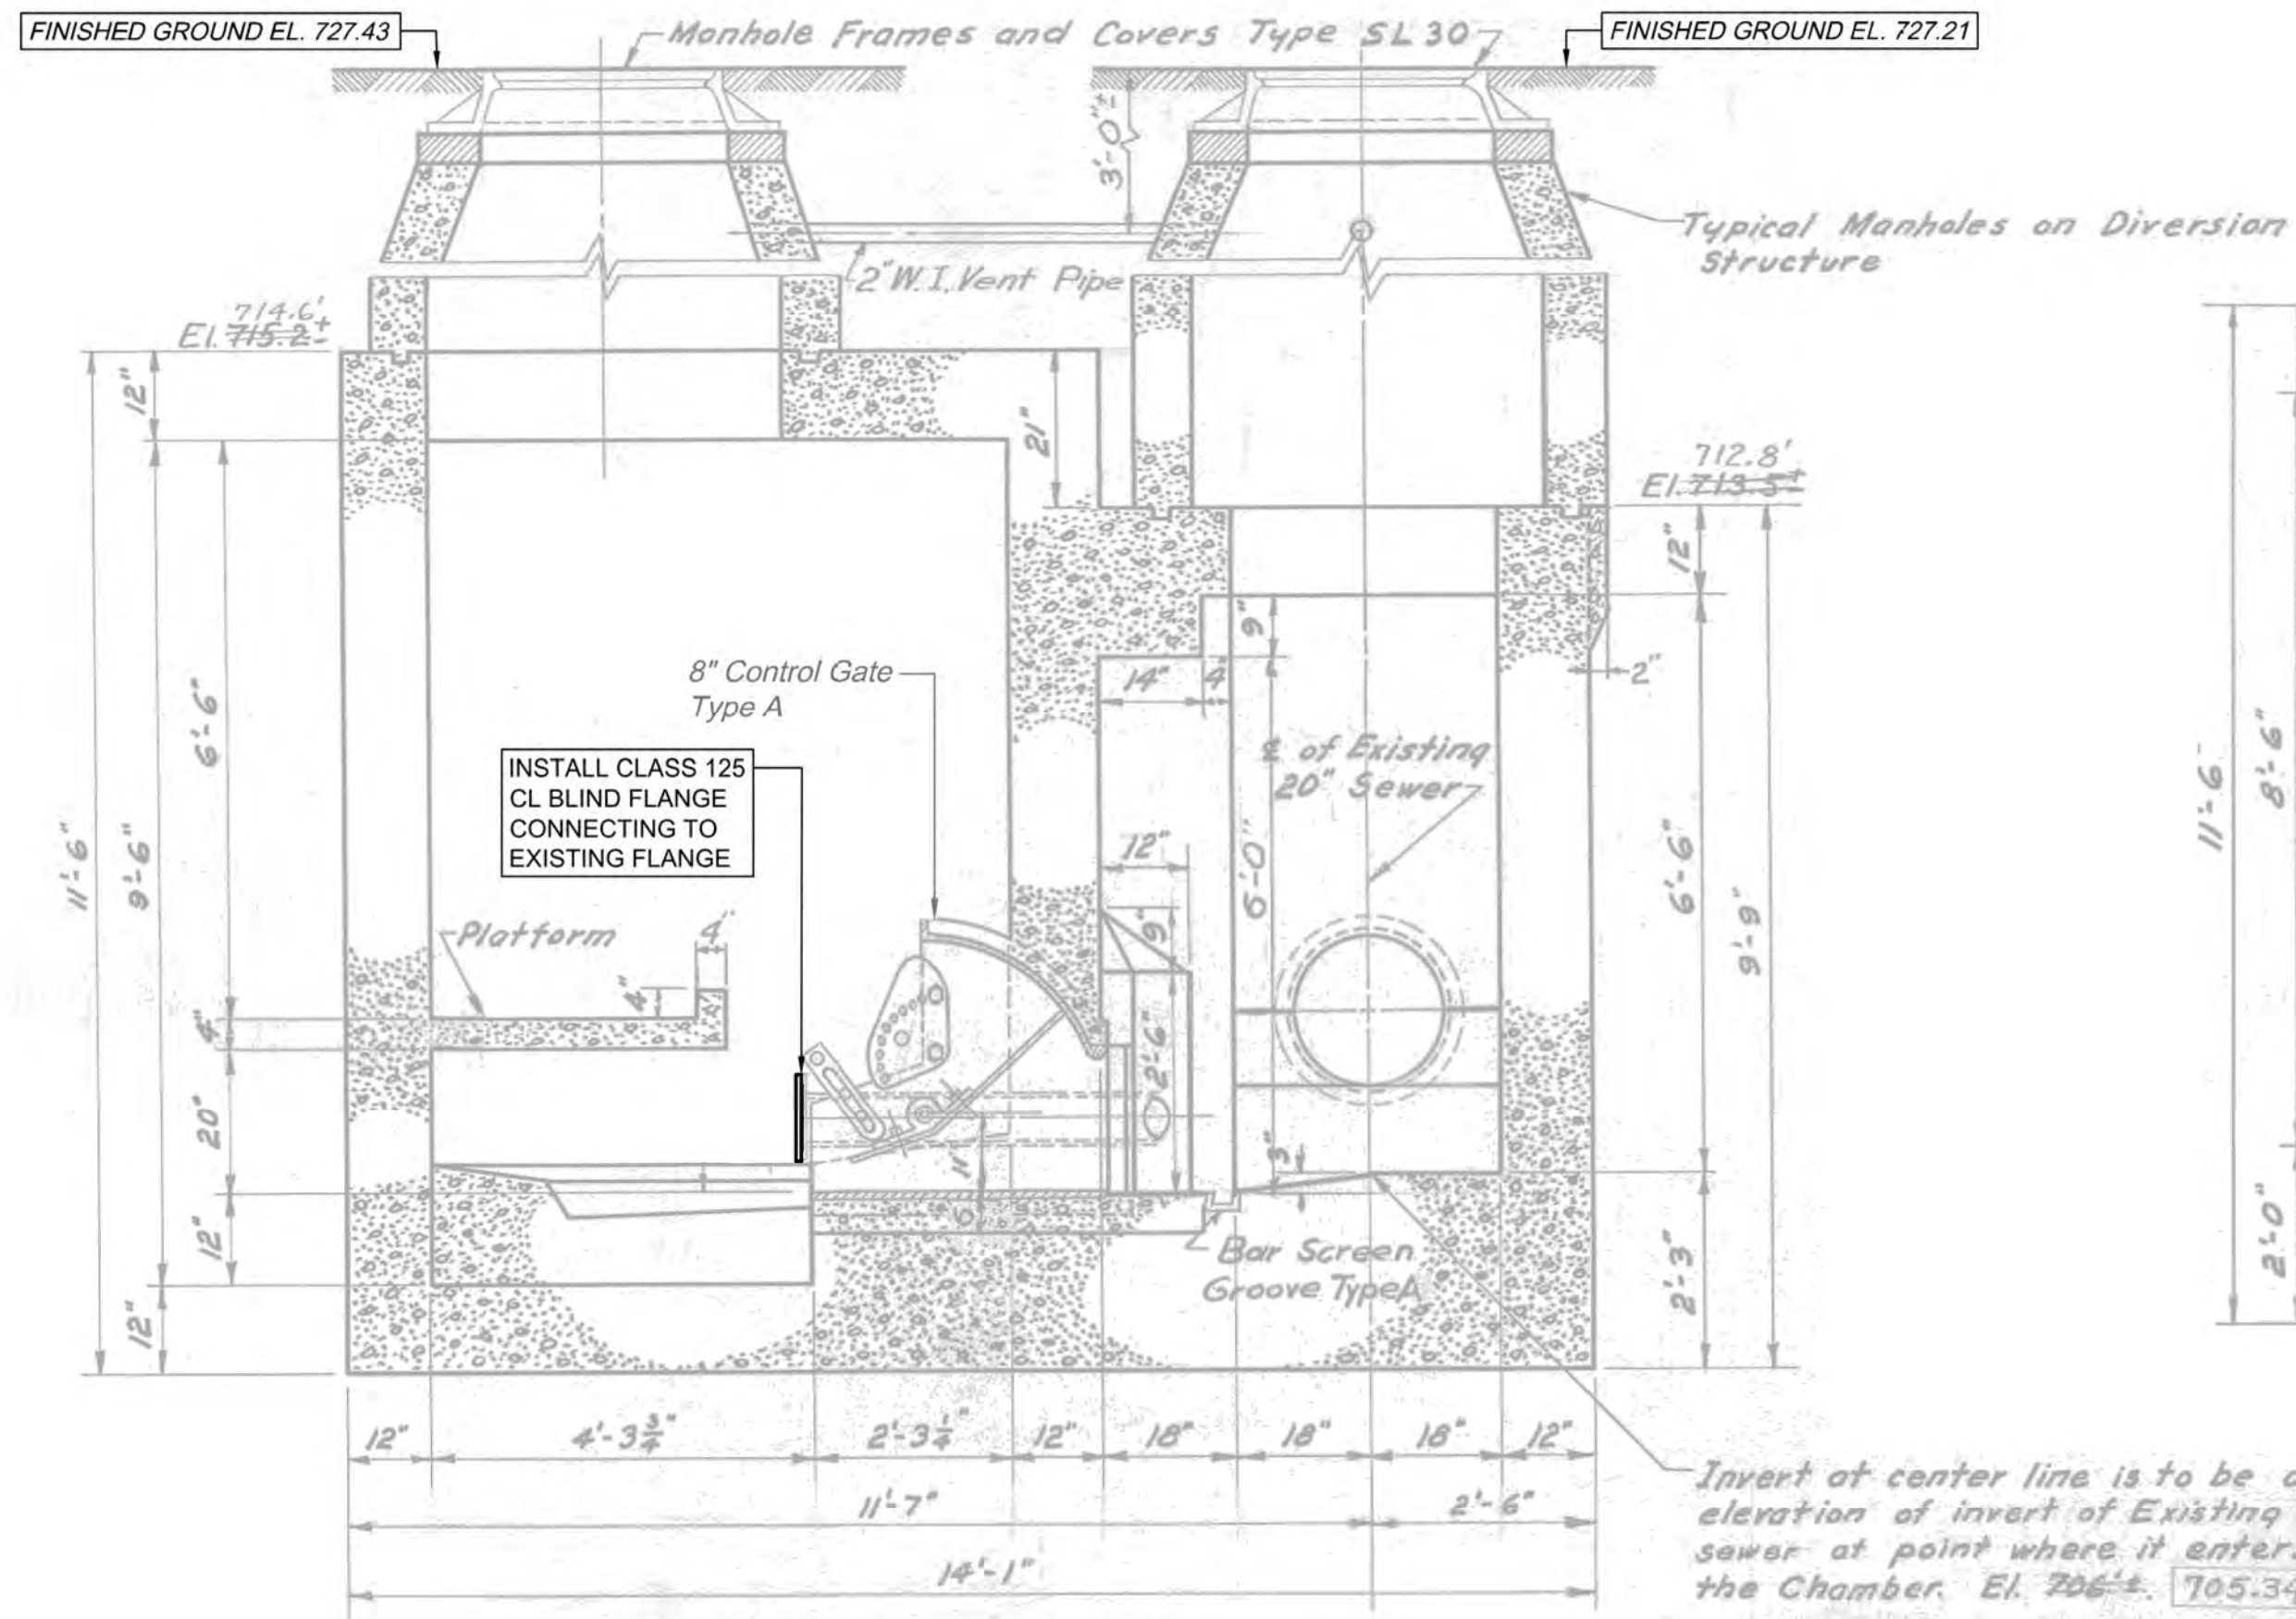 FINISHED GROUND EL. 727.43
Manhole Frames and Covers Type SL 30
FINISHED GROUND EL. 727.21
3'-0"±
Typical Manholes on Diversion
Structure
2" W.I. Vent Pipe
714.6'
El. 715.2±
12"
21"
712.8'
El. 713.5±
12"
9"
2"
14"
4"
8" Control Gate
Type A
6'-6"
℄ of Existing
20" Sewer
INSTALL CLASS 125
CL BLIND FLANGE
CONNECTING TO
EXISTING FLANGE
11'-6"
9'-6"
12"
6'-0"
6'-6"
9'-9"
11'-6"
8'-6"
Platform
4"
4"
9"
4"
2'-6"
20"
11"
3"
12"
6"
12"
Bar Screen
Groove Type A
2'-3"
2'-0"
12"
4'-3 3/4"
2'-3 1/4"
12"
18"
18"
18"
12"
11'-7"
2'-6"
14'-1"
Invert at center line is to be
elevation of invert of Existing
sewer at point where it enter
the Chamber. El. 706'±. 705.34